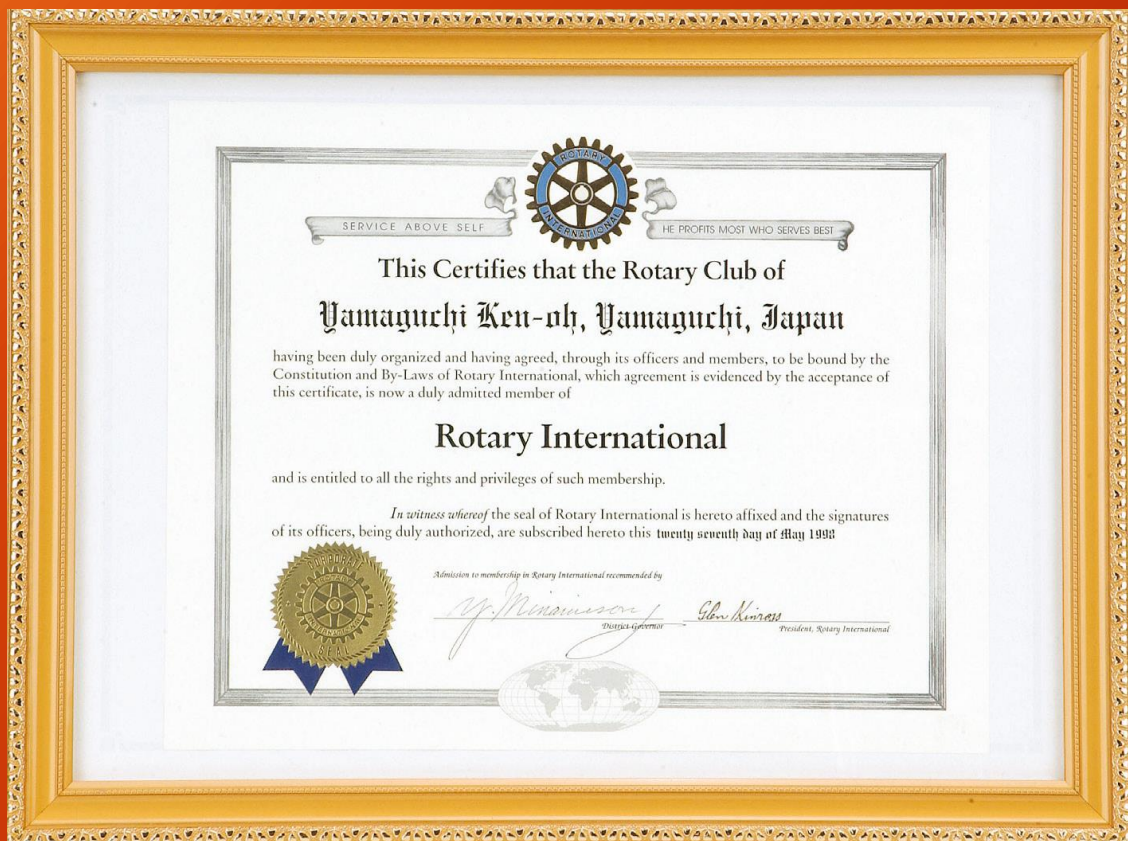 ROTARY
INTERNATIONAL
SERVICE ABOVE SELF
HE PROFITS MOST WHO SERVES BEST
This Certifies that the Rotary Club of
Yamaguchi Ken-oh, Yamaguchi, Japan
having been duly organized and having agreed, through its officers and members, to be bound by the
Constitution and By-Laws of Rotary International, which agreement is evidenced by the acceptance of
this certificate, is now a duly admitted member of
Rotary International
and is entitled to all the rights and privileges of such membership.
In witness whereof the seal of Rotary International is hereto affixed and the signatures
of its officers, being duly authorized, are subscribed hereto this twenty seventh day of May 1998
CORPORATE
ROTARY
INTERNATIONAL
SEAL
Admission to membership in Rotary International recommended by
Glen Kinross
District Governor
President, Rotary International